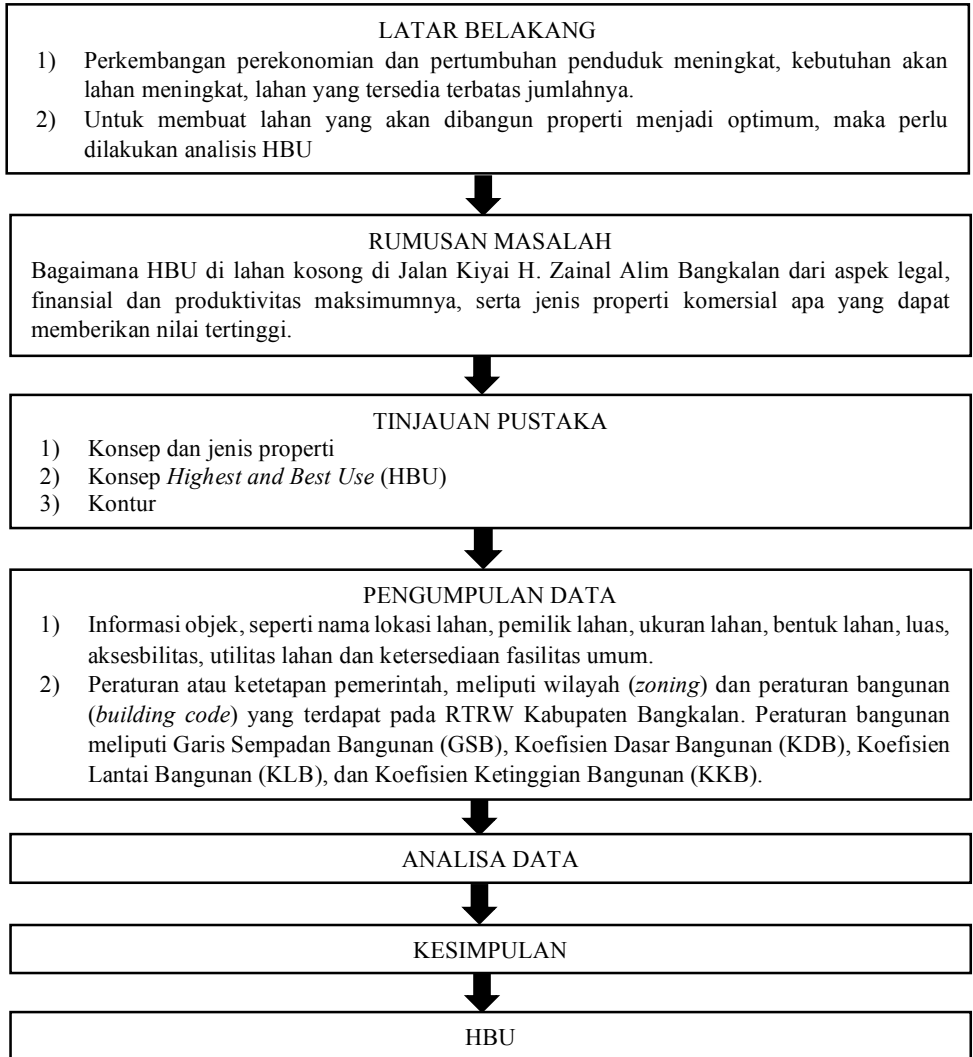 LATAR BELAKANG
1) Perkembangan perekonomian dan pertumbuhan penduduk meningkat, kebutuhan akan
lahan meningkat, lahan yang tersedia terbatas jumlahnya.
2) Untuk membuat lahan yang akan dibangun properti menjadi optimum, maka perlu
dilakukan analisis HBU
RUMUSAN MASALAH
Bagaimana HBU di lahan kosong di Jalan Kiyai H. Zainal Alim Bangkalan dari aspek legal,
finansial dan produktivitas maksimumnya, serta jenis properti komersial apa yang dapat
memberikan nilai tertinggi.
TINJAUAN PUSTAKA
1) Konsep dan jenis properti
2) Konsep Highest and Best Use (HBU)
3) Kontur
PENGUMPULAN DATA
1) Informasi objek, seperti nama lokasi lahan, pemilik lahan, ukuran lahan, bentuk lahan, luas,
aksesbilitas, utilitas lahan dan ketersediaan fasilitas umum.
2) Peraturan atau ketetapan pemerintah, meliputi wilayah (zoning) dan peraturan bangunan
(building code) yang terdapat pada RTRW Kabupaten Bangkalan. Peraturan bangunan
meliputi Garis Sempadan Bangunan (GSB), Koefisien Dasar Bangunan (KDB), Koefisien
Lantai Bangunan (KLB), dan Koefisien Ketinggian Bangunan (KKB).
ANALISA DATA
KESIMPULAN
HBU